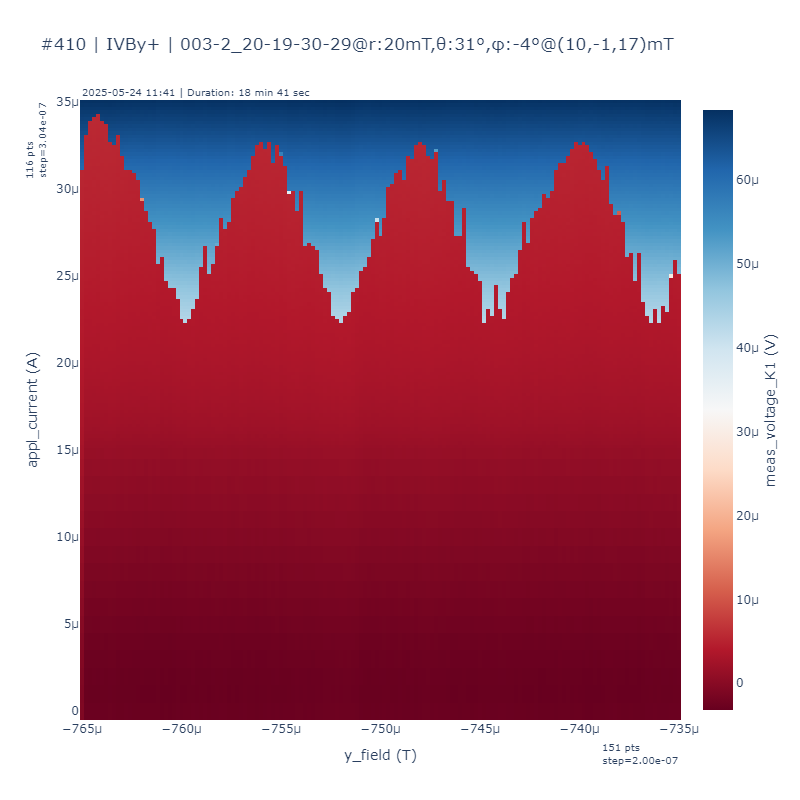 #410 | IVBy+ | 003-2_20-19-30-29@r:20mT,θ:31º,φ:-4º@(10,-1,17)mT
2025-05-24 11:41 | Duration: 18 min 41 sec
116 pts
step=3.04e-07
35μ
30μ
25μ
20μ
15μ
10μ
5μ
0
appl_current (A)
−765μ
−760μ
−755μ
−750μ
−745μ
−740μ
−735μ
y_field (T)
151 pts
step=2.00e-07
60μ
50μ
40μ
30μ
20μ
10μ
0
meas_voltage_K1 (V)